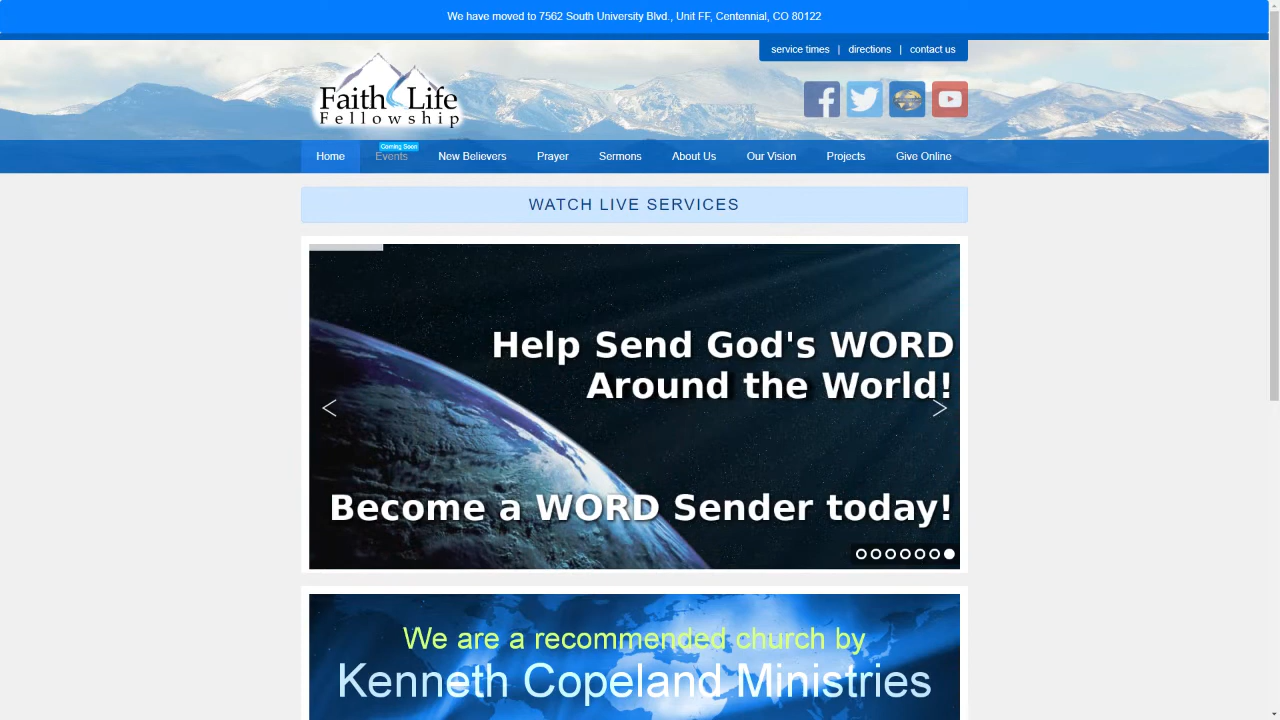 We have moved to 7562 South University Blvd., Unit FF, Centennial, CO 80122
service times | directions | contact us
Faith Life
Fellowship
Coming Soon
Home Events New Believers Prayer Sermons About Us Our Vision Projects Give Online
WATCH LIVE SERVICES
Help Send God's WORD
Around the World!
Become a WORD Sender today!
We are a recommended church by
Kenneth Copeland Ministries